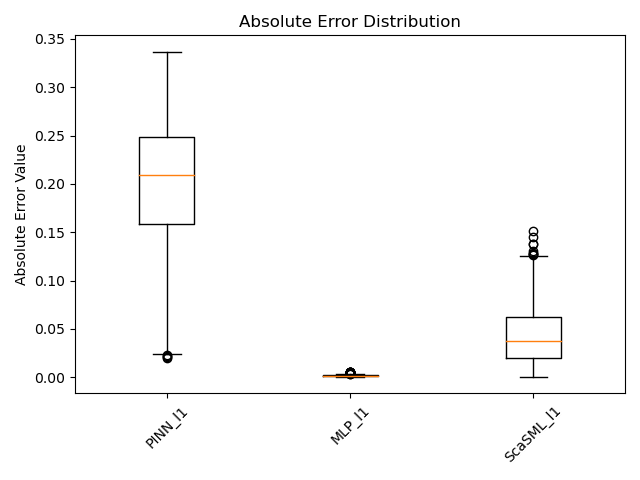 Absolute Error Distribution
Absolute Error Value
0.35
0.30
0.25
0.20
0.15
0.10
0.05
0.00
PINN_l1
MLP_l1
ScaSML_l1